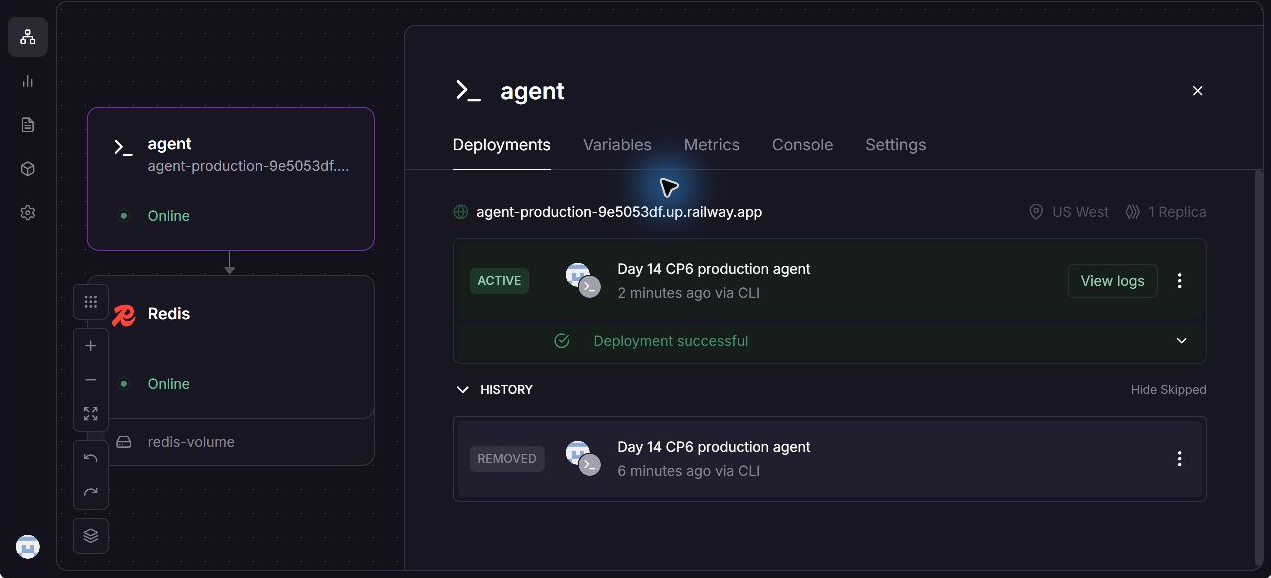 agent
agent-production-9e5053df....
Online
Redis
Online
redis-volume
agent
Deployments Variables Metrics Console Settings
agent-production-9e5053df.up.railway.app US West 1 Replica
ACTIVE
Day 14 CP6 production agent
2 minutes ago via CLI
View logs
Deployment successful
HISTORY Hide Skipped
REMOVED
Day 14 CP6 production agent
6 minutes ago via CLI